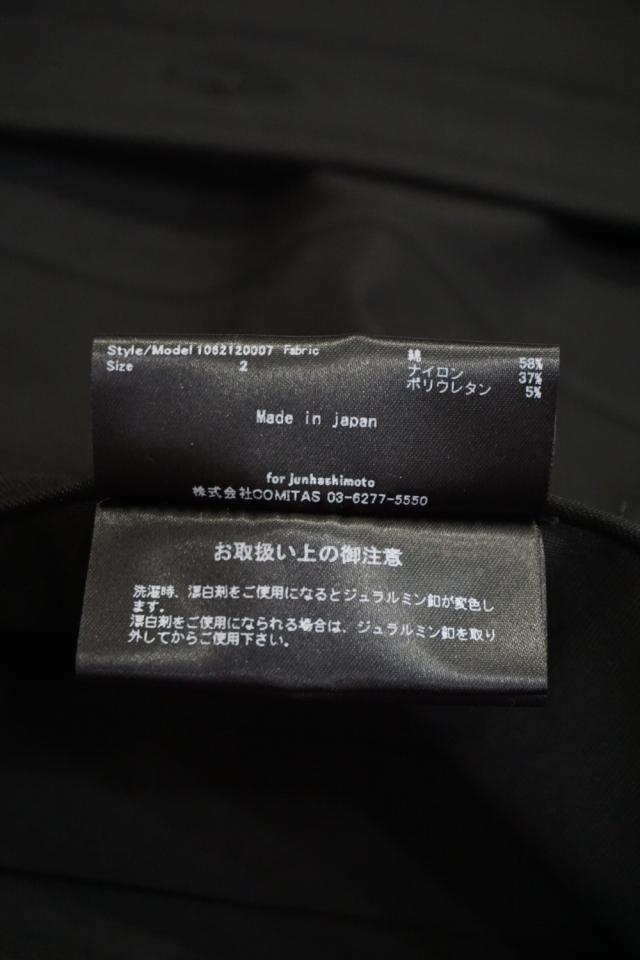 Style/Model 1062120007 Fabric 綿 58%
Size 2 ナイロン 37%
ポリウレタン 5%
Made in japan
for junhashimoto
株式会社COMITAS 03-6277-5550
お取扱い上の御注意
洗濯時、漂白剤をご使用になるとジュラルミン釦が変色し
ます。
漂白剤をご使用になられる場合は、ジュラルミン釦を取り
外してからご使用下さい。